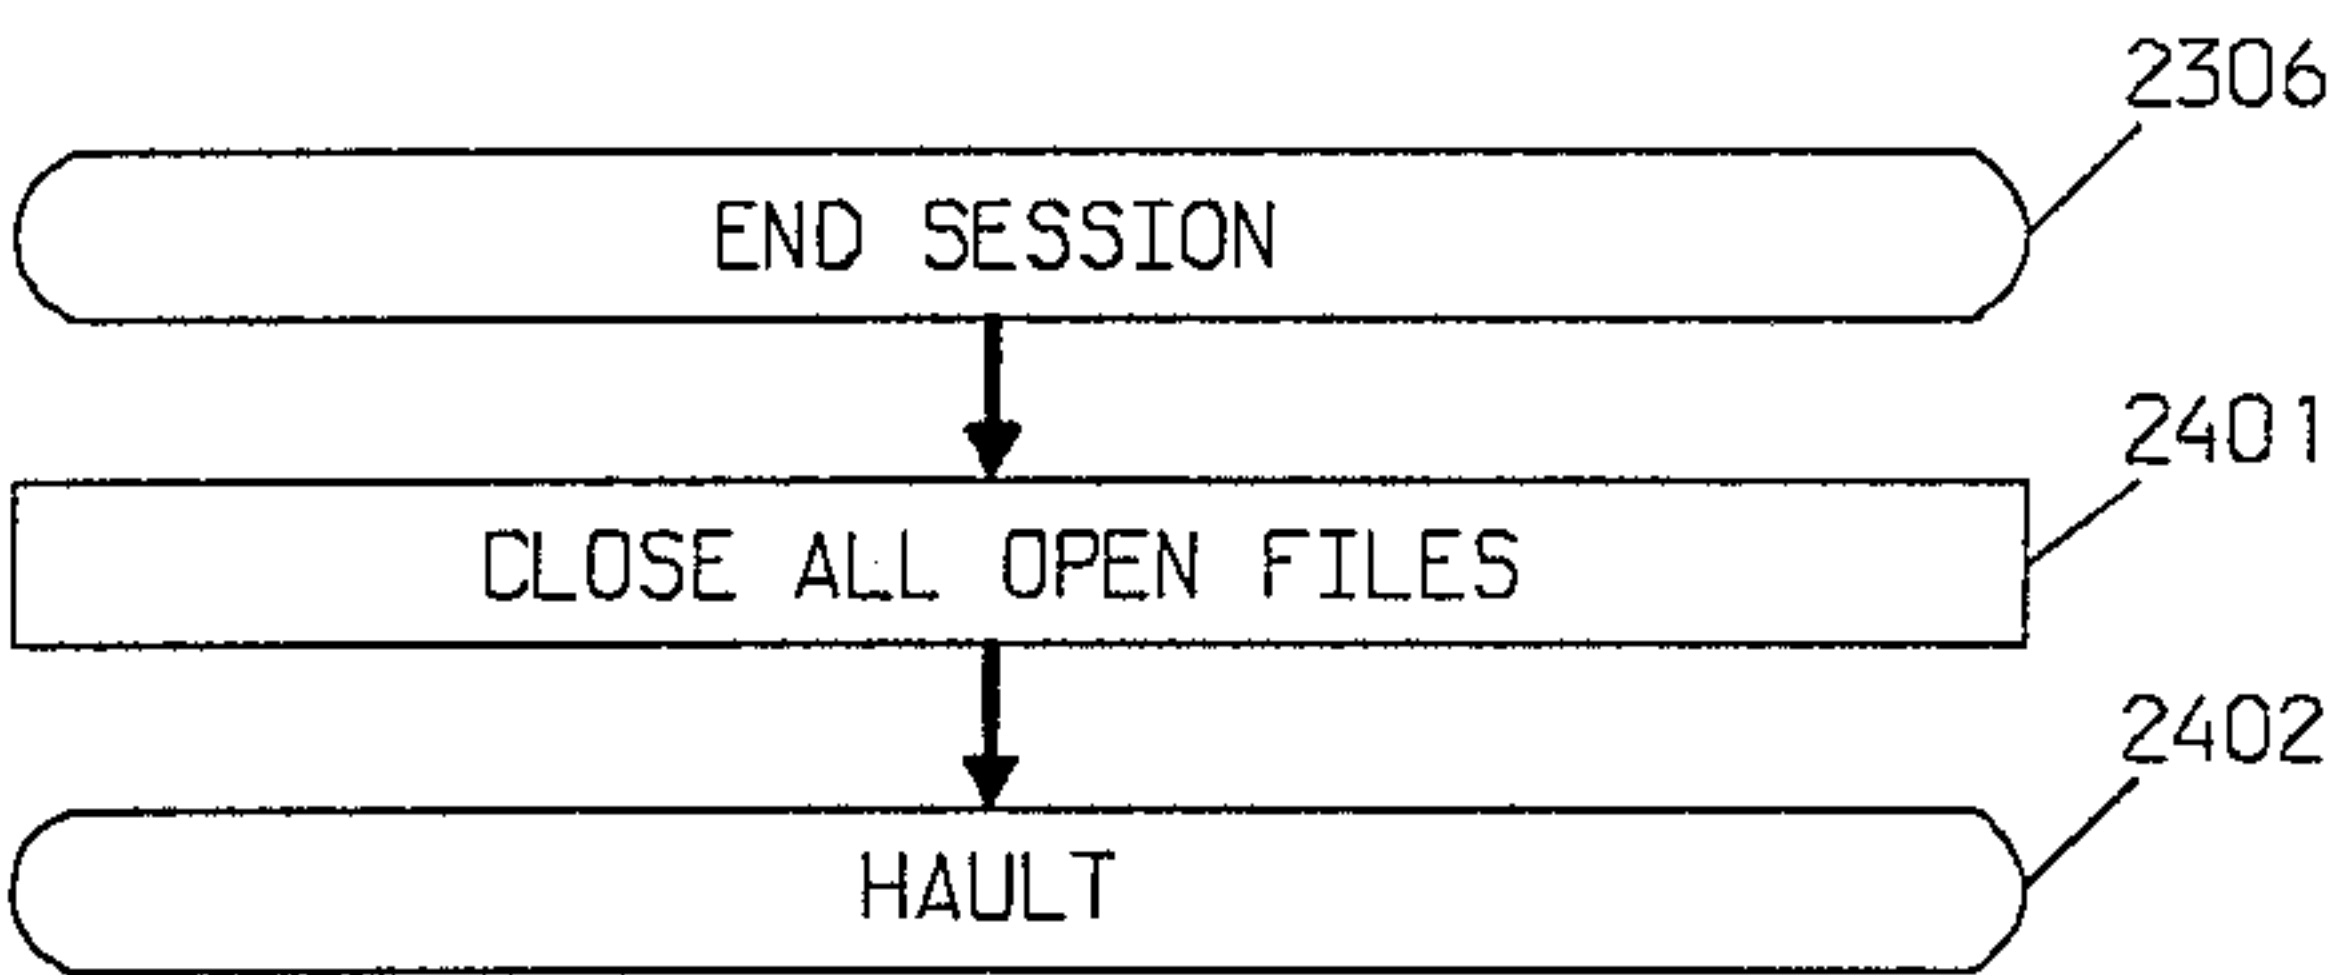 2306
END SESSION
2401
CLOSE ALL OPEN FILES
2402
HAULT